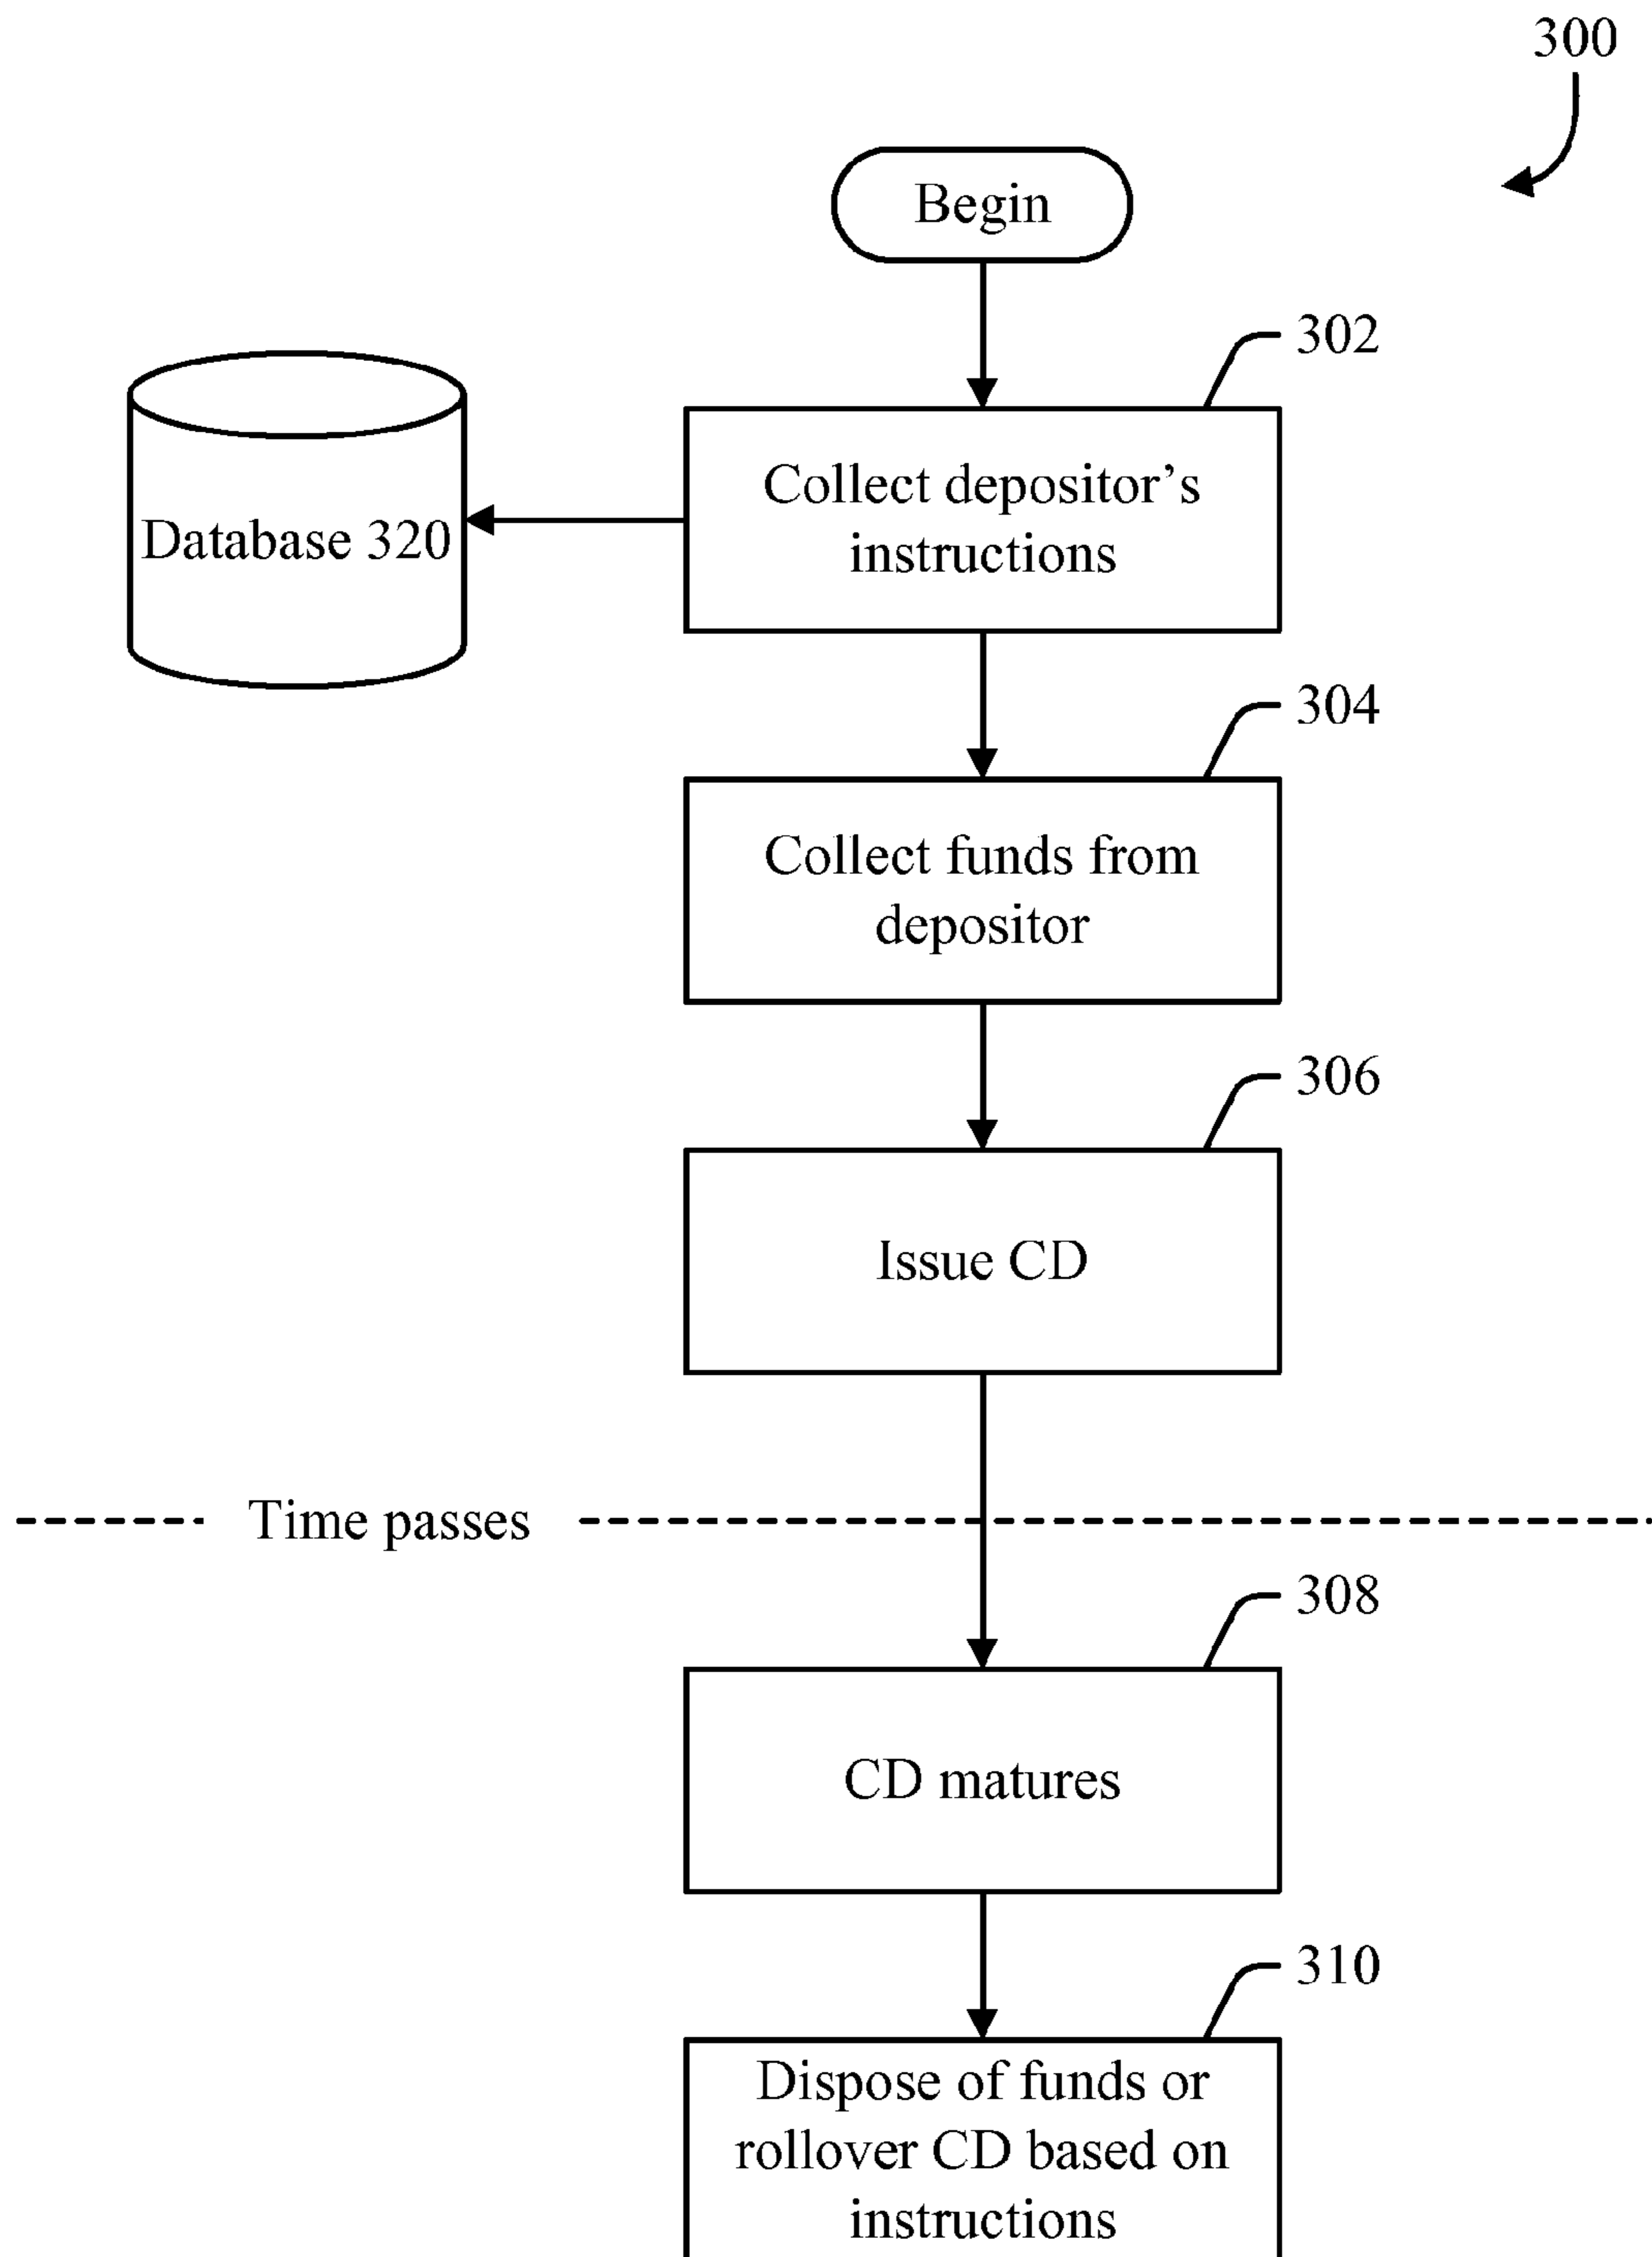 300
Begin
302
Collect depositor’s
instructions
Database 320
304
Collect funds from
depositor
306
Issue CD
Time passes
308
CD matures
310
Dispose of funds or
rollover CD based on
instructions